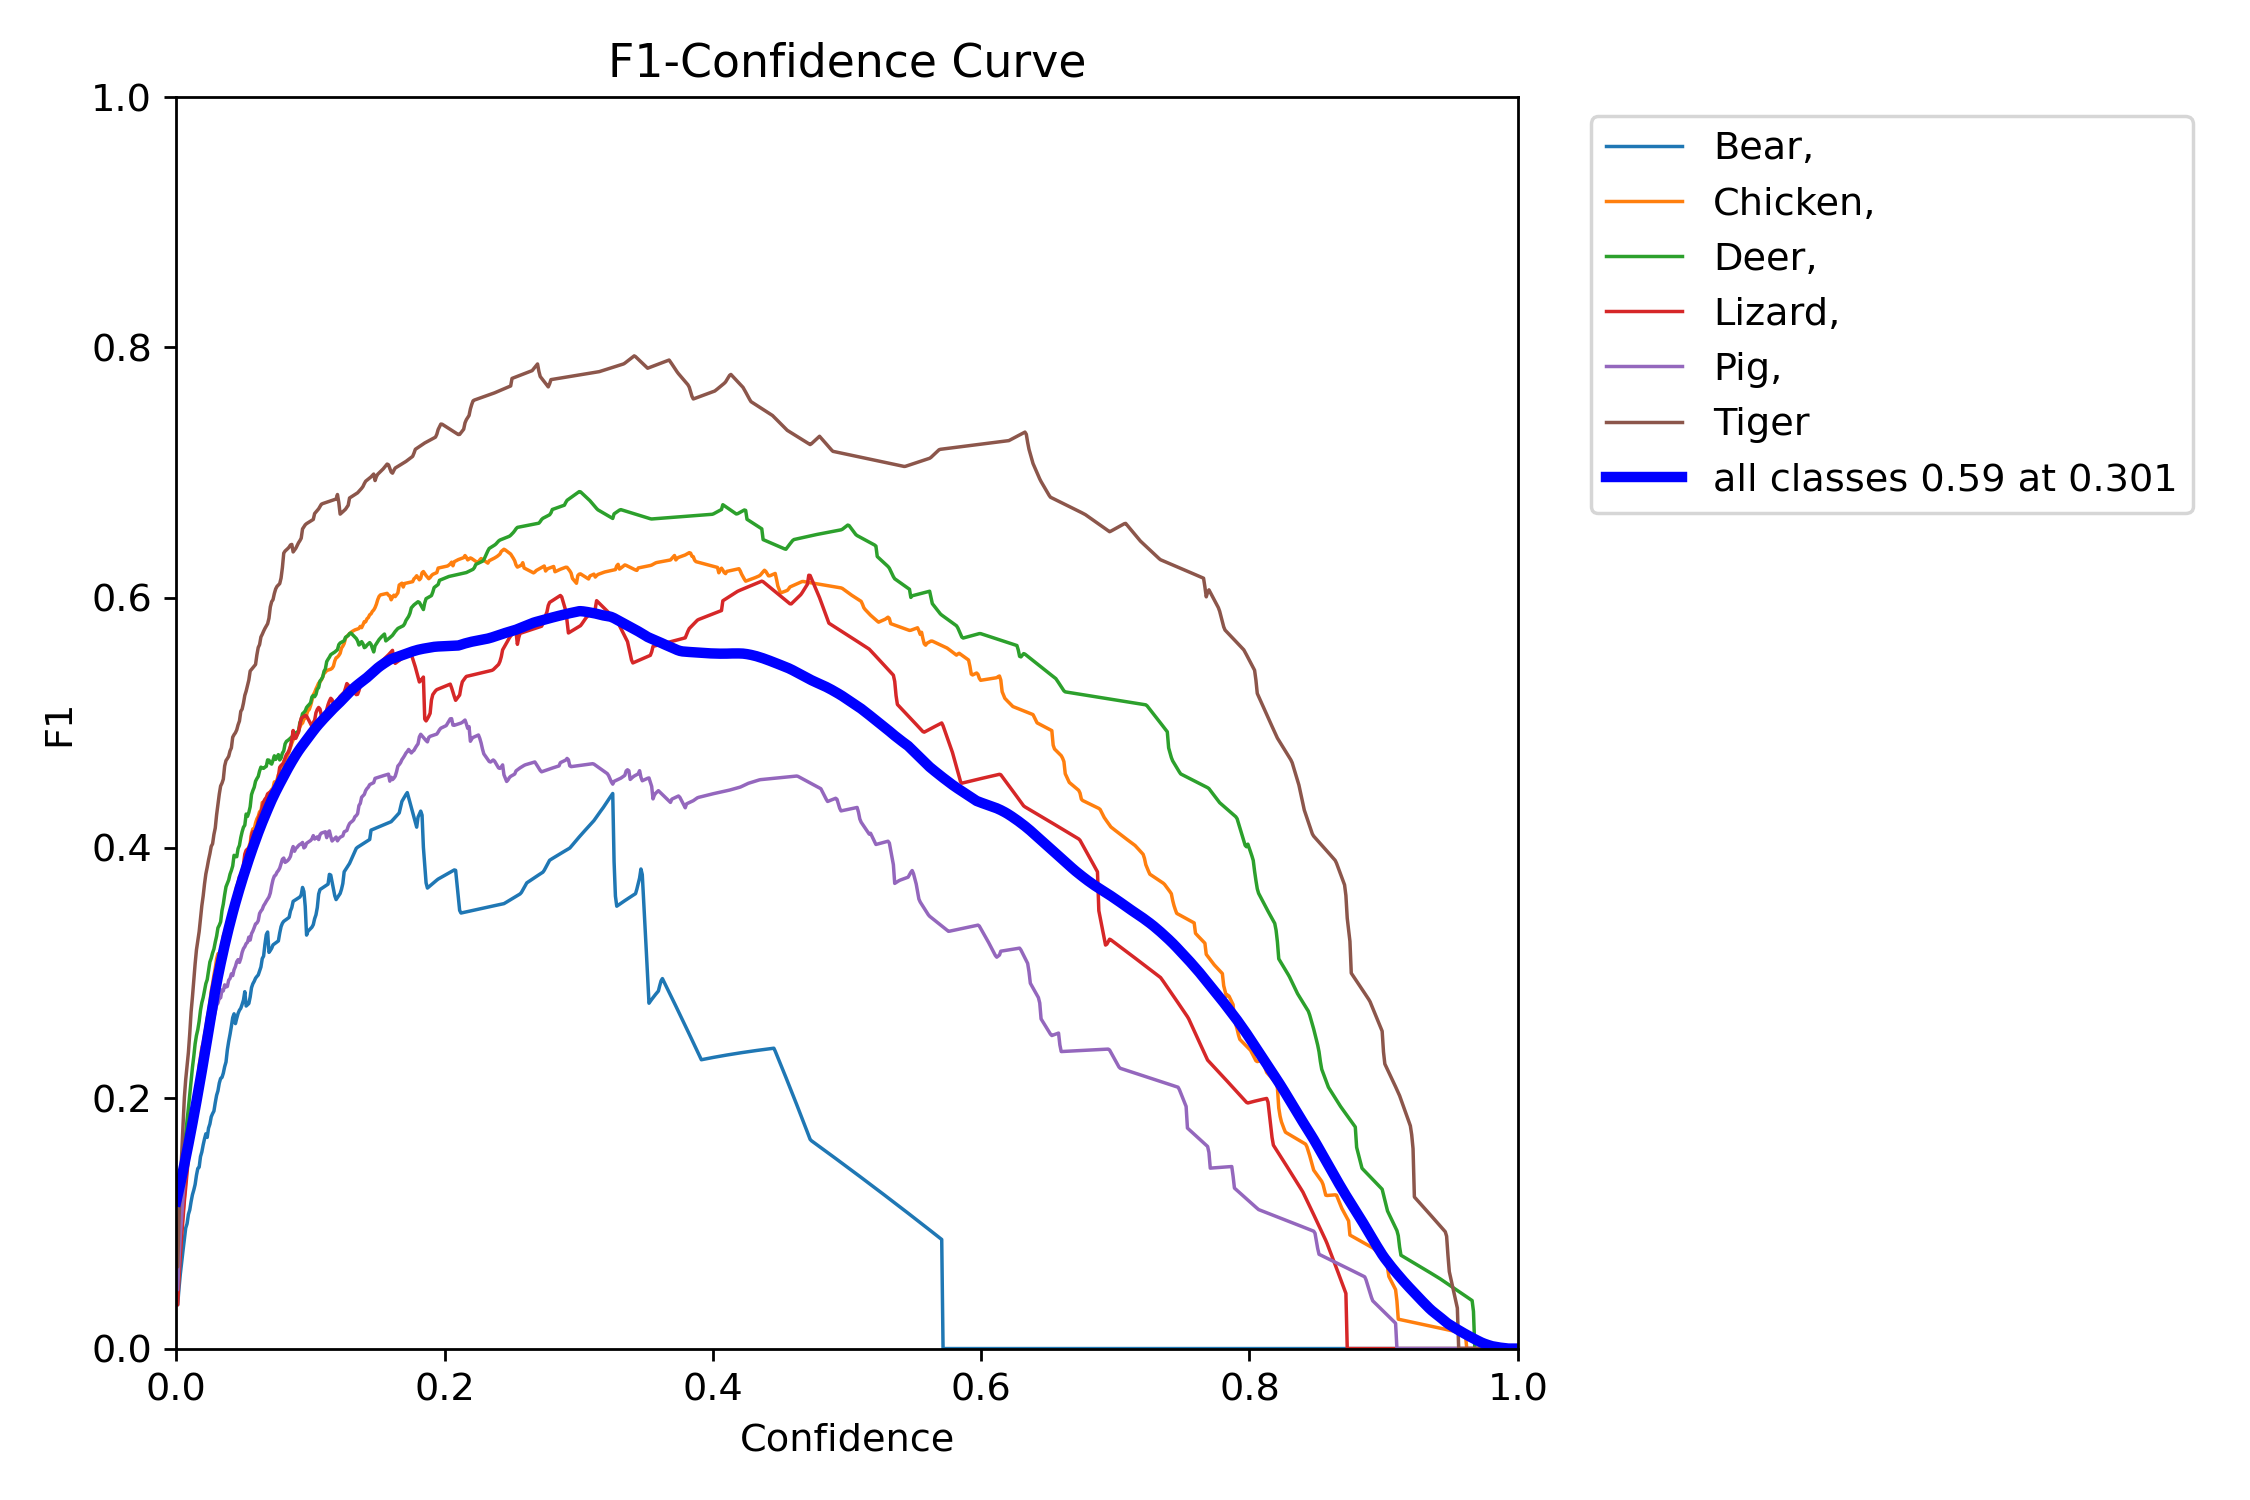 F1-Confidence Curve
1.0
0.8
0.6
0.4
0.2
0.0
F1
0.0 0.2 0.4 0.6 0.8 1.0
Confidence
Bear,
Chicken,
Deer,
Lizard,
Pig,
Tiger
all classes 0.59 at 0.301